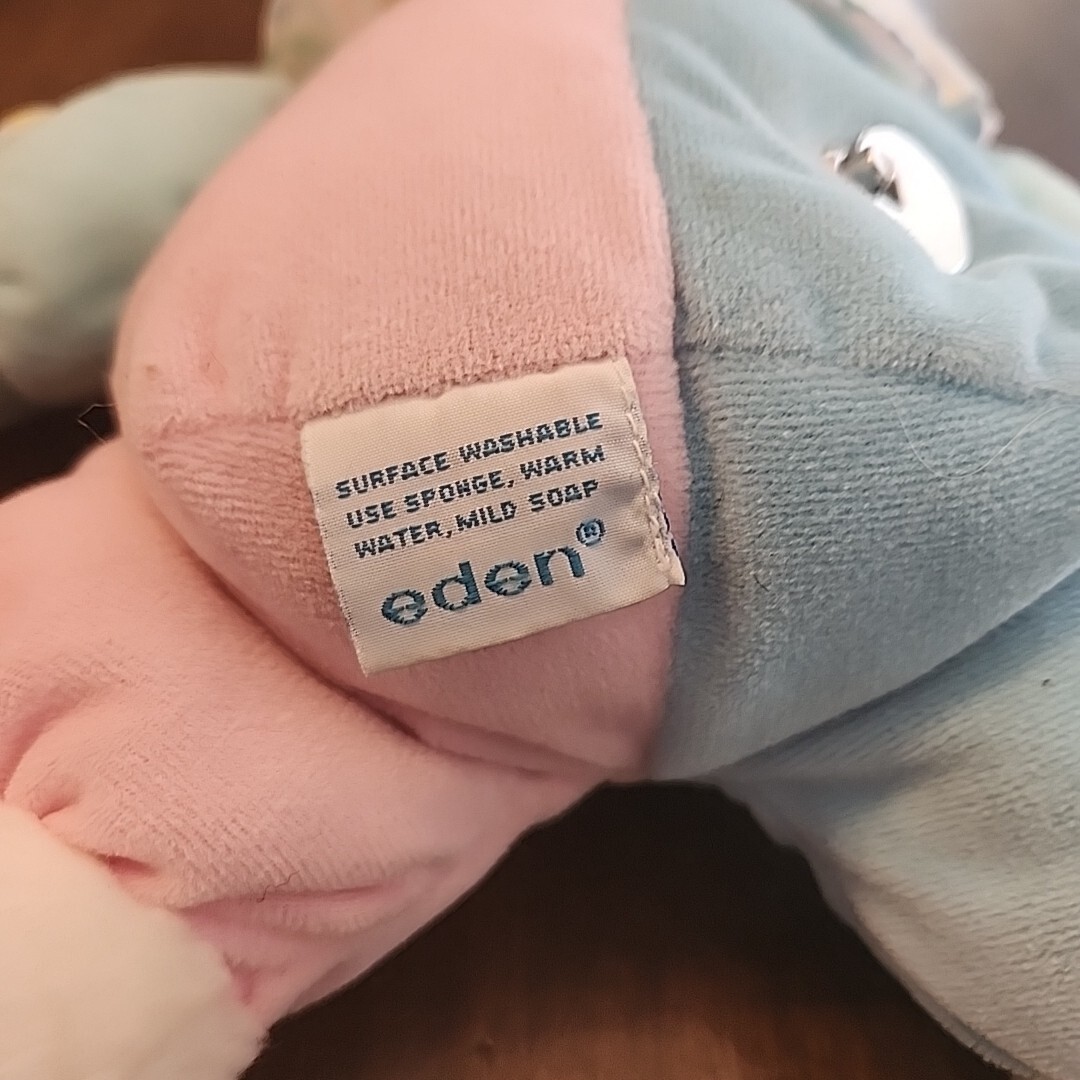 SURFACE WASHABLE
USE SPONGE, WARM
WATER, MILD SOAP
eden®